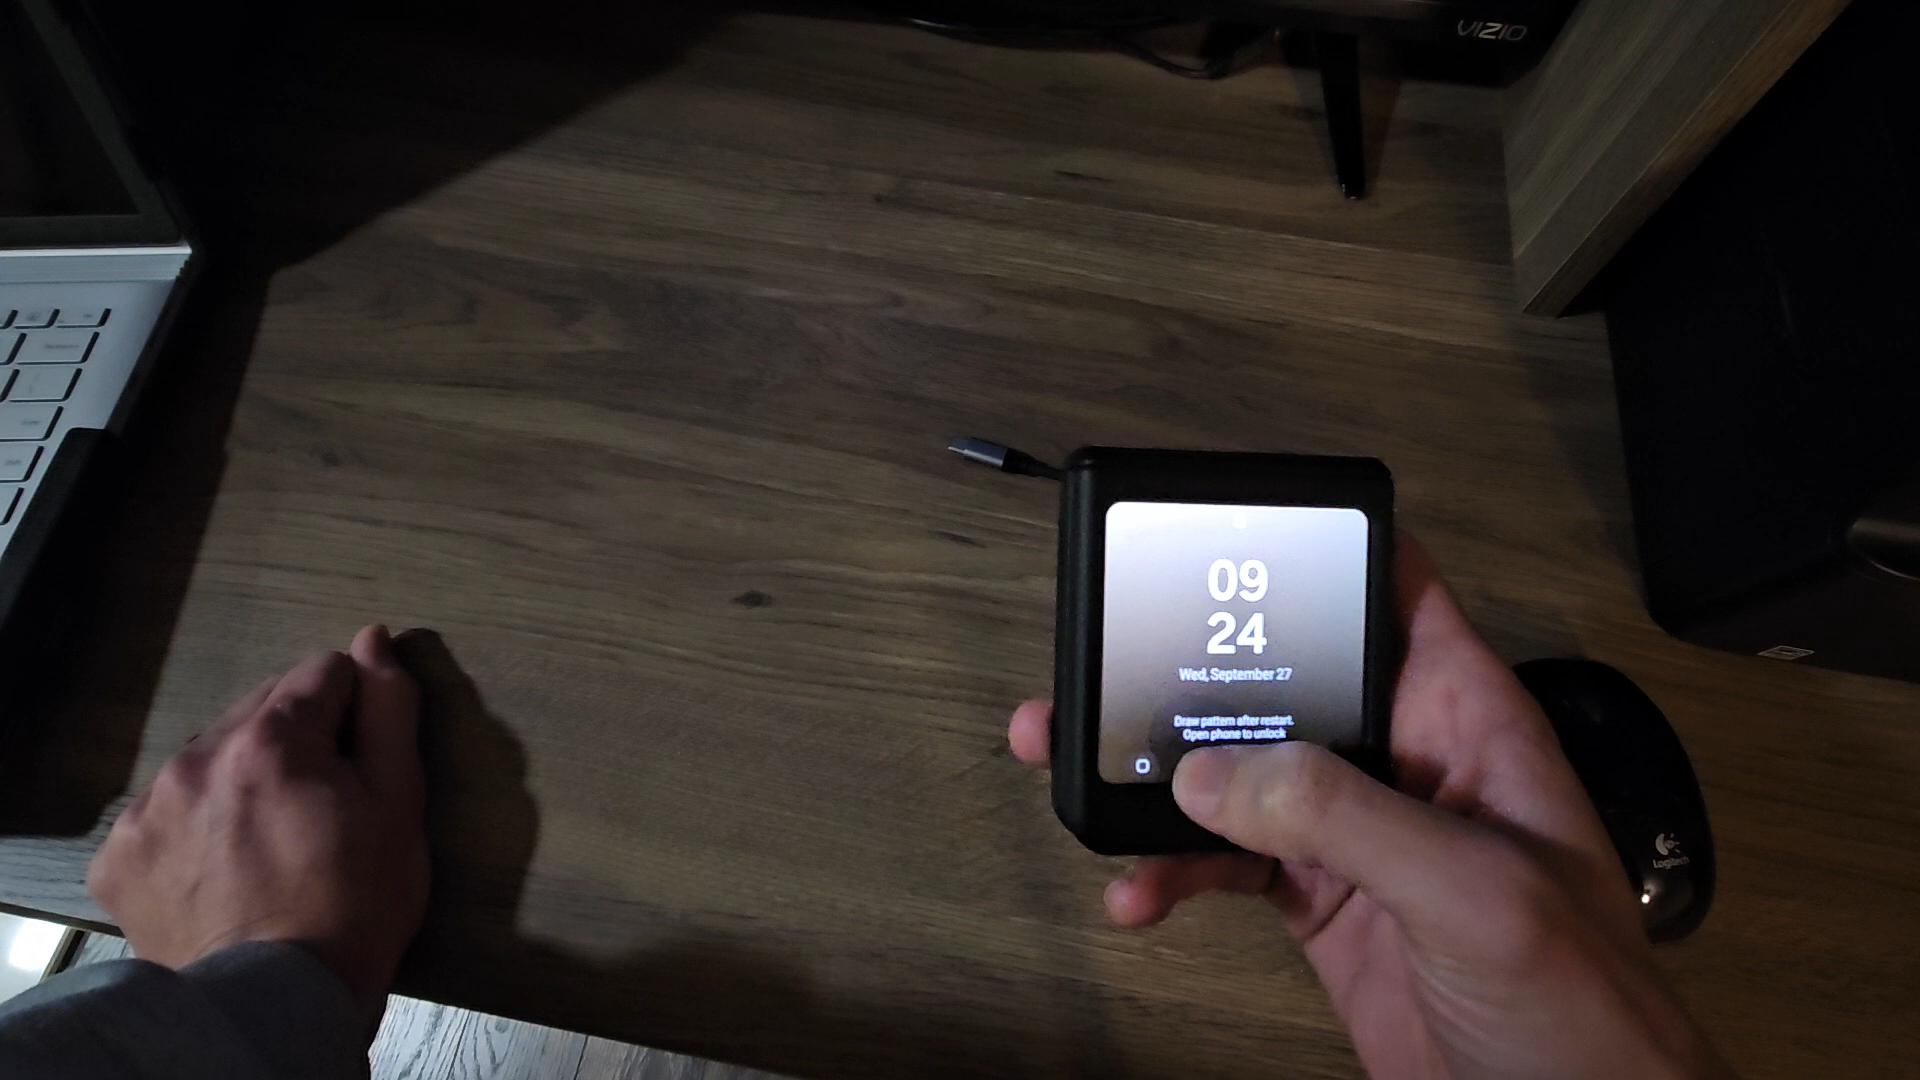 VIZIO
09
24
Wed, September 27
Draw pattern after restart.
Open phone to unlock
Logitech